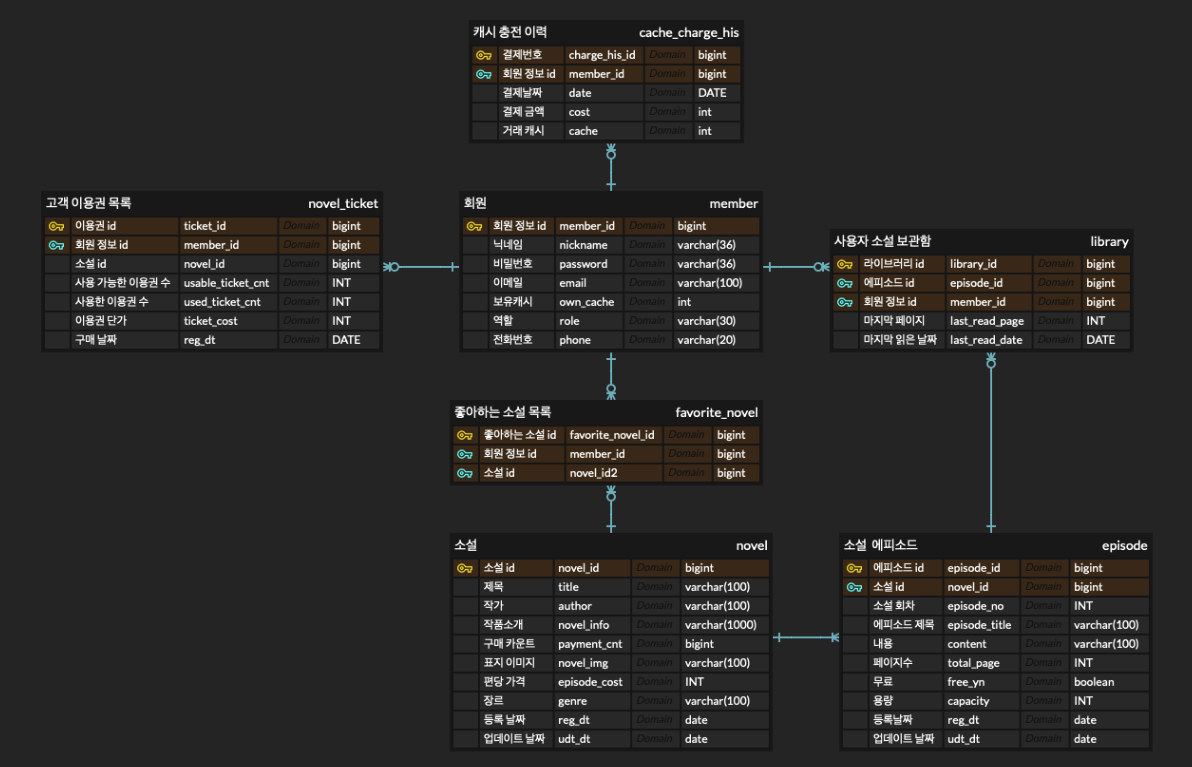 캐시 충전 이력 cache_charge_his
결제번호 charge_his_id Domain bigint
회원 정보 id member_id Domain bigint
결제날짜 date Domain DATE
결제 금액 cost Domain int
거래 캐시 cache Domain int
고객 이용권 목록 novel_ticket
이용권 id ticket_id Domain bigint
회원 정보 id member_id Domain bigint
소설 id novel_id Domain bigint
사용 가능한 이용권 수 usable_ticket_cnt Domain INT
사용한 이용권 수 used_ticket_cnt Domain INT
이용권 단가 ticket_cost Domain INT
구매 날짜 reg_dt Domain DATE
회원 member
회원 정보 id member_id Domain bigint
닉네임 nickname Domain varchar(36)
비밀번호 password Domain varchar(36)
이메일 email Domain varchar(100)
보유캐시 own_cache Domain int
역할 role Domain varchar(30)
전화번호 phone Domain varchar(20)
사용자 소설 보관함 library
라이브러리 id library_id Domain bigint
에피소드 id episode_id Domain bigint
회원 정보 id member_id Domain bigint
마지막 페이지 last_read_page Domain INT
마지막 읽은 날짜 last_read_date Domain DATE
좋아하는 소설 목록 favorite_novel
좋아하는 소설 id favorite_novel_id Domain bigint
회원 정보 id member_id Domain bigint
소설 id novel_id2 Domain bigint
소설 novel
소설 id novel_id Domain bigint
제목 title Domain varchar(100)
작가 author Domain varchar(100)
작품소개 novel_info Domain varchar(1000)
구매 카운트 payment_cnt Domain bigint
표지 이미지 novel_img Domain varchar(100)
편당 가격 episode_cost Domain INT
장르 genre Domain varchar(100)
등록 날짜 reg_dt Domain date
업데이트 날짜 udt_dt Domain date
소설 에피소드 episode
에피소드 id episode_id Domain bigint
소설 id novel_id Domain bigint
소설 회차 episode_no Domain INT
에피소드 제목 episode_title Domain varchar(100)
내용 content Domain varchar(100)
페이지수 total_page Domain INT
무료 free_yn Domain boolean
용량 capacity Domain INT
등록날짜 reg_dt Domain date
업데이트 날짜 udt_dt Domain date